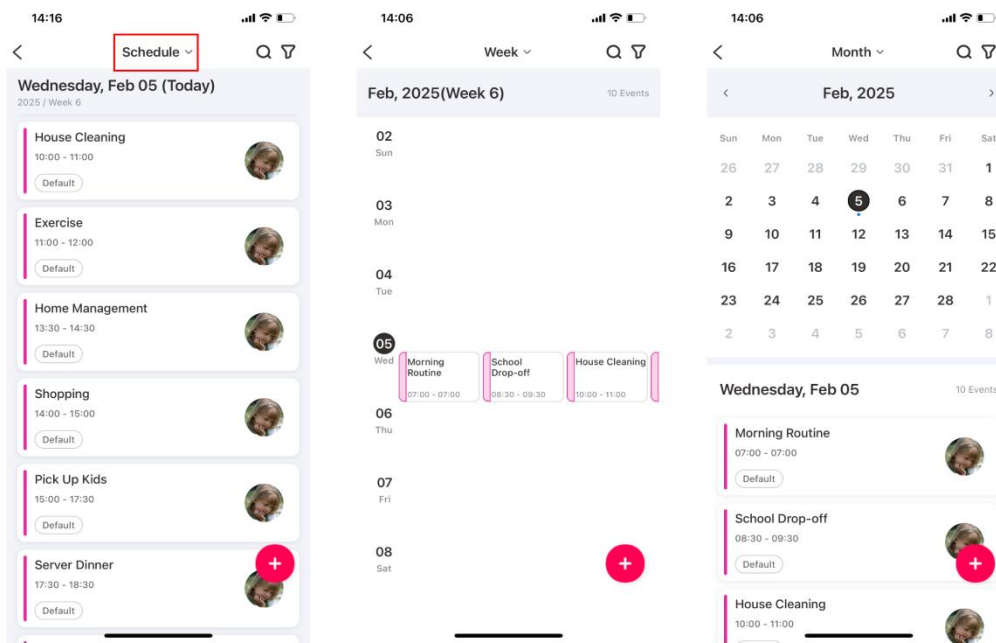 14:16
Schedule
Wednesday, Feb 05 (Today)
2025 / Week 6
House Cleaning
10:00 - 11:00
Default
Exercise
11:00 - 12:00
Default
Home Management
13:30 - 14:30
Default
Shopping
14:00 - 15:00
Default
Pick Up Kids
15:00 - 17:30
Default
Server Dinner
17:30 - 18:30
Default
14:06
Week
Feb, 2025(Week 6) 10 Events
02
Sun
03
Mon
04
Tue
05
Wed
Morning Routine
07:00 - 07:00
School Drop-off
08:30 - 09:30
House Cleaning
10:00 - 11:00
06
Thu
07
Fri
08
Sat
+
14:06
Month
Feb, 2025
Sun Mon Tue Wed Thu Fri Sat
26 27 28 29 30 31 1
2 3 4 5 6 7 8
9 10 11 12 13 14 15
16 17 18 19 20 21 22
23 24 25 26 27 28 1
2 3 4 5 6 7 8
Wednesday, Feb 05 10 Events
Morning Routine
07:00 - 07:00
Default
School Drop-off
08:30 - 09:30
Default
House Cleaning
10:00 - 11:00